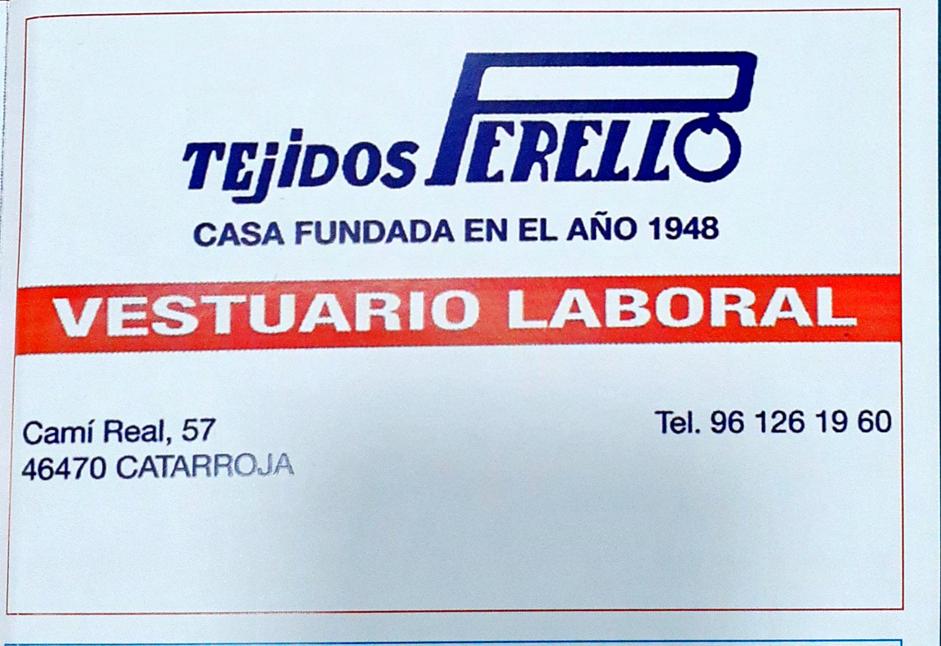 TEJIDOS PERELLÓ
CASA FUNDADA EN EL AÑO 1948
VESTUARIO LABORAL
Camí Real, 57
46470 CATARROJA
Tel. 96 126 19 60